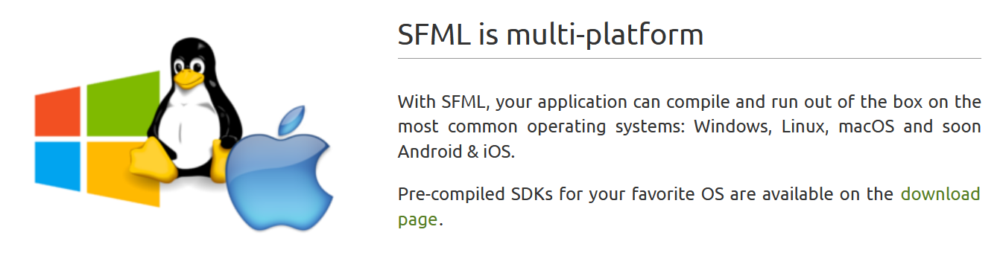 SFML is multi-platform
With SFML, your application can compile and run out of the box on the
most common operating systems: Windows, Linux, macOS and soon
Android & iOS.
Pre-compiled SDKs for your favorite OS are available on the download
page.